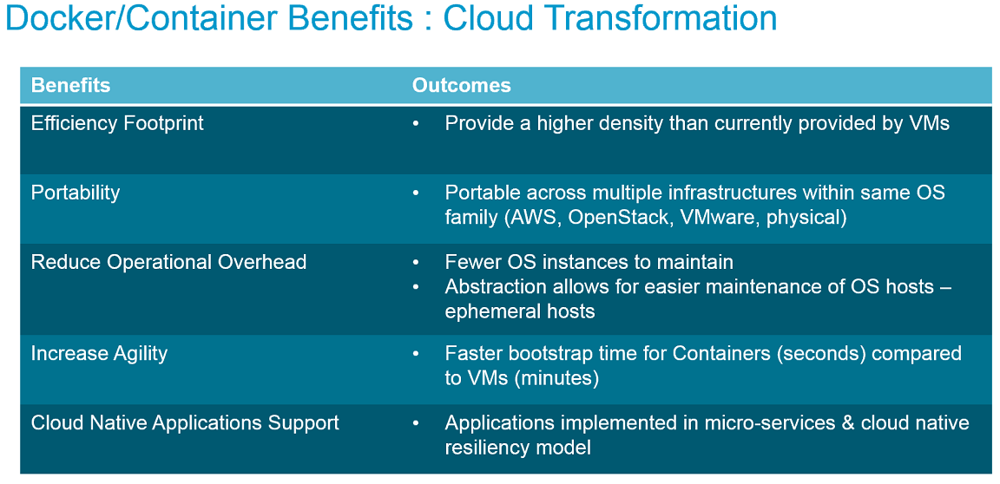 Docker/Container Benefits : Cloud Transformation
Benefits
Outcomes
Efficiency Footprint
• Provide a higher density than currently provided by VMs
Portability
• Portable across multiple infrastructures within same OS
family (AWS, OpenStack, VMware, physical)
Reduce Operational Overhead
• Fewer OS instances to maintain
• Abstraction allows for easier maintenance of OS hosts –
ephemeral hosts
Increase Agility
• Faster bootstrap time for Containers (seconds) compared
to VMs (minutes)
Cloud Native Applications Support
• Applications implemented in micro-services & cloud native
resiliency model